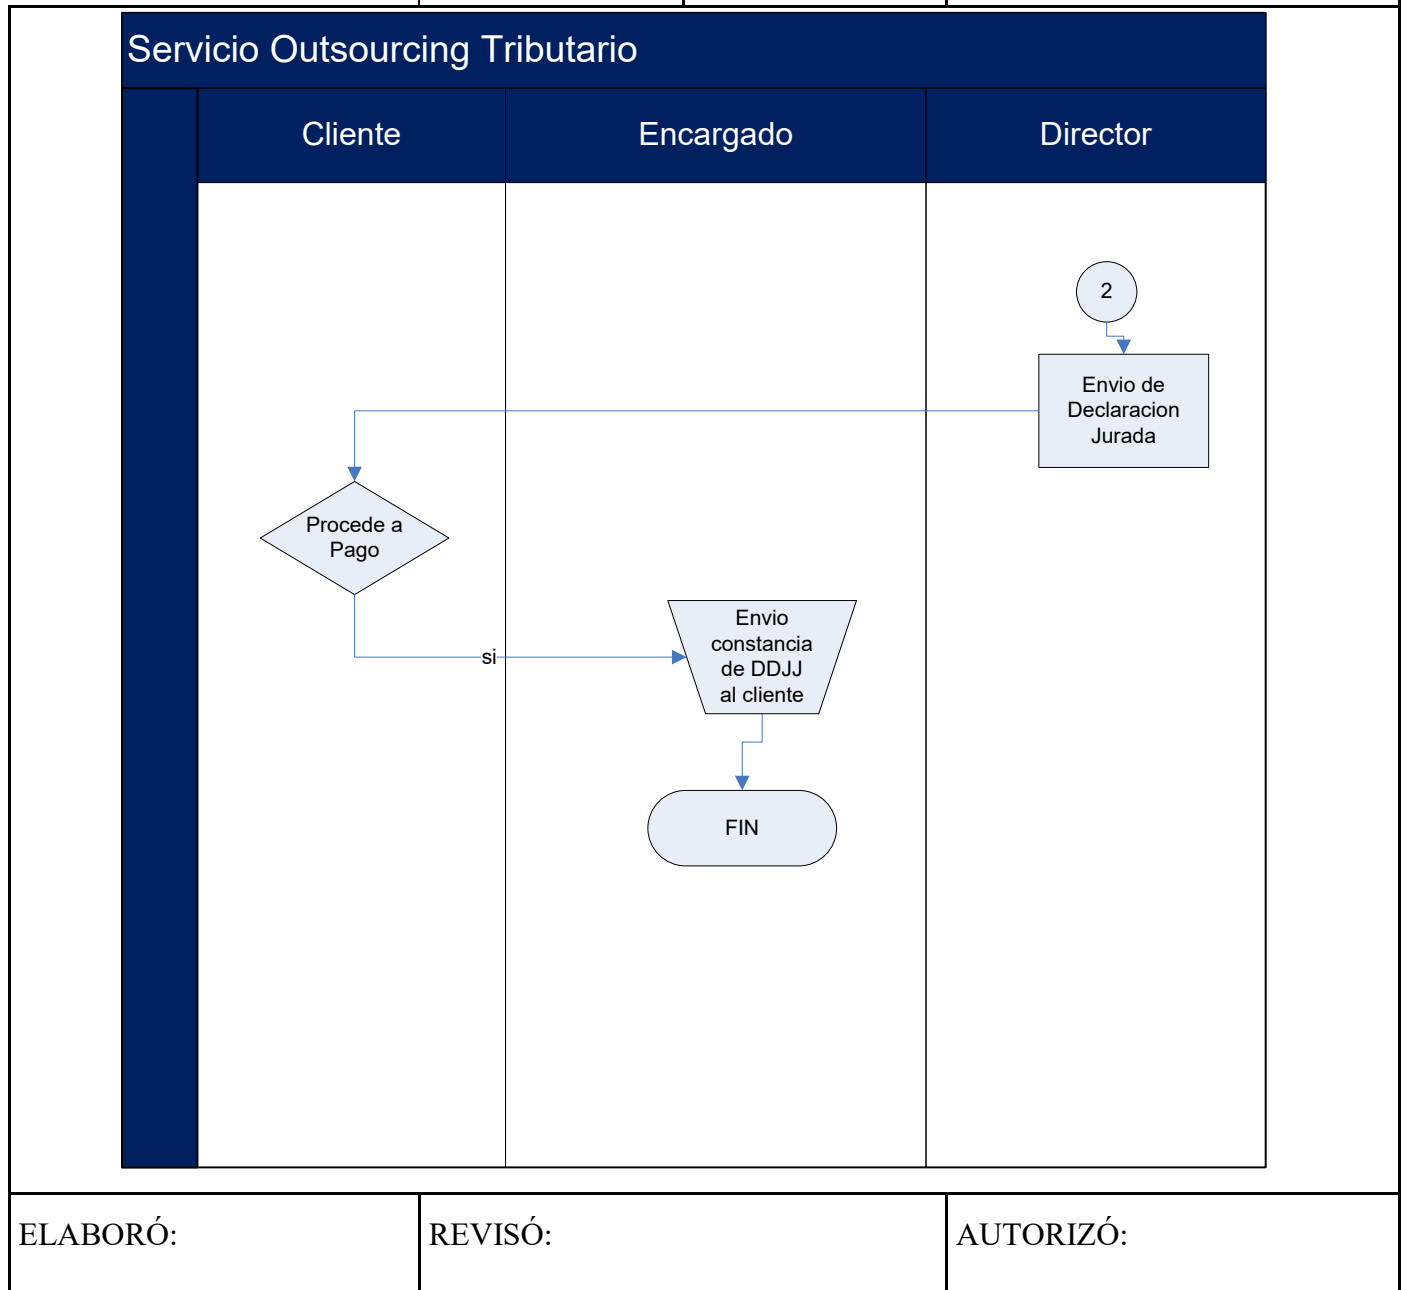 Servicio Outsourcing Tributario
Cliente
Encargado
Director
2
Envio de
Declaracion
Jurada
Procede a
Pago
si
Envio
constancia
de DDJJ
al cliente
FIN
ELABORÓ:
REVISÓ:
AUTORIZÓ: